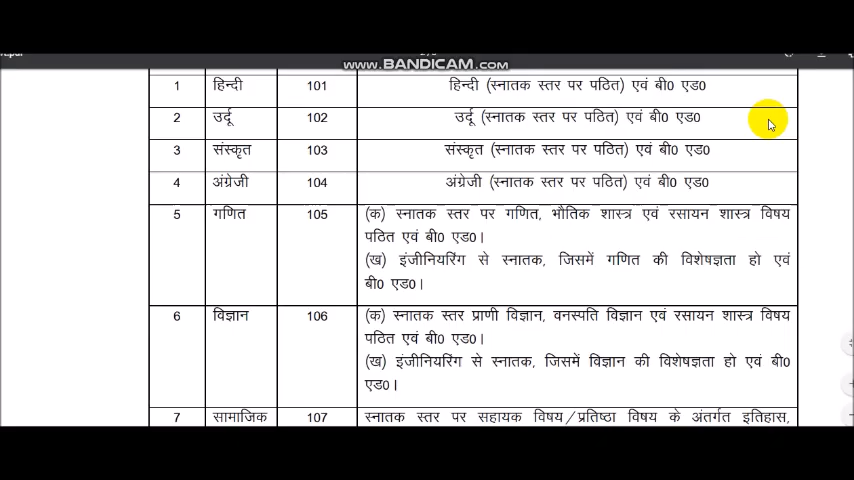 www.BANDICAM.com
1 हिन्दी 101 हिन्दी (स्नातक स्तर पर पठित) एवं बी0 एड0
2 उर्दू 102 उर्दू (स्नातक स्तर पर पठित) एवं बी0 एड0
3 संस्कृत 103 संस्कृत (स्नातक स्तर पर पठित) एवं बी0 एड0
4 अंग्रेजी 104 अंग्रेजी (स्नातक स्तर पर पठित) एवं बी0 एड0
5 गणित 105 (क) स्नातक स्तर पर गणित, भौतिक शास्त्र एवं रसायन शास्त्र विषय
पठित एवं बी0 एड0।
(ख) इंजीनियरिंग से स्नातक, जिसमें गणित की विशेषज्ञता हो एवं
बी0 एड0।
6 विज्ञान 106 (क) स्नातक स्तर प्राणी विज्ञान, वनस्पति विज्ञान एवं रसायन शास्त्र विषय
पठित एवं बी0 एड0।
(ख) इंजीनियरिंग से स्नातक, जिसमें विज्ञान की विशेषज्ञता हो एवं बी0
एड0।
7 सामाजिक 107 स्नातक स्तर पर सहायक विषय/प्रतिष्ठा विषय के अंतर्गत इतिहास,